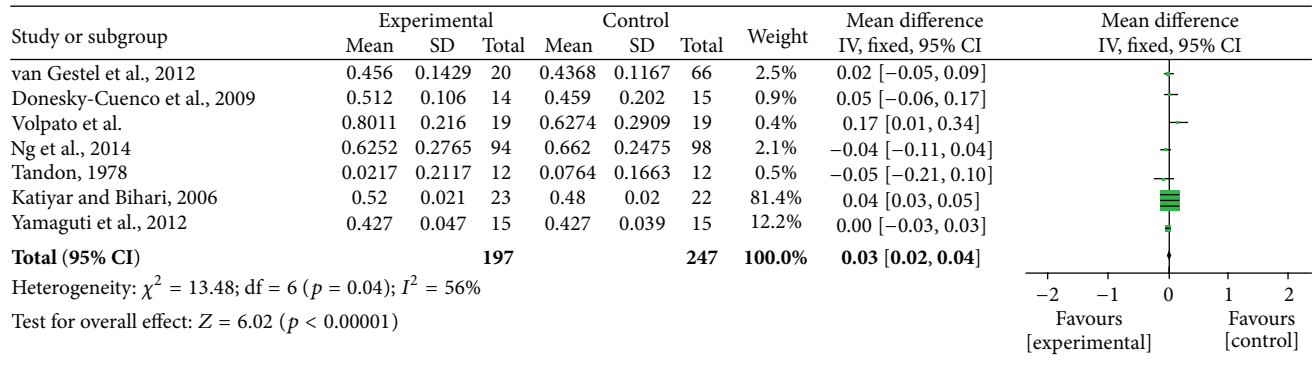 Experimental Control Mean difference Mean difference
Study or subgroup Weight
Mean SD Total Mean SD Total IV, fixed, 95% CI IV, fixed, 95% CI
van Gestel et al., 2012 0.456 0.1429 20 0.4368 0.1167 66 2.5% 0.02 [−0.05, 0.09]
Donesky-Cuenco et al., 2009 0.512 0.106 14 0.459 0.202 15 0.9% 0.05 [−0.06, 0.17]
Volpato et al. 0.8011 0.216 19 0.6274 0.2909 19 0.4% 0.17 [0.01, 0.34]
Ng et al., 2014 0.6252 0.2765 94 0.662 0.2475 98 2.1% −0.04 [−0.11, 0.04]
Tandon, 1978 0.0217 0.2117 12 0.0764 0.1663 12 0.5% −0.05 [−0.21, 0.10]
Katiyar and Bihari, 2006 0.52 0.021 23 0.48 0.02 22 81.4% 0.04 [0.03, 0.05]
Yamaguti et al., 2012 0.427 0.047 15 0.427 0.039 15 12.2% 0.00 [−0.03, 0.03]
Total (95% CI) 197 247 100.0% 0.03 [0.02, 0.04]
Heterogeneity: χ² = 13.48; df = 6 (p = 0.04); I² = 56%
Test for overall effect: Z = 6.02 (p < 0.00001)
−2 −1 0 1 2
Favours Favours
[experimental] [control]